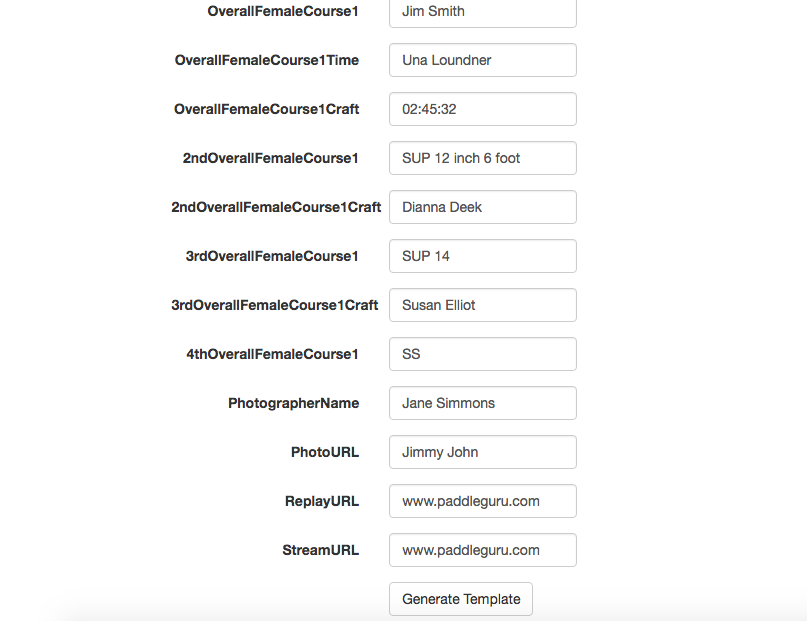 OverallFemaleCourse1 Jim Smith
OverallFemaleCourse1Time Una Loundner
OverallFemaleCourse1Craft 02:45:32
2ndOverallFemaleCourse1 SUP 12 inch 6 foot
2ndOverallFemaleCourse1Craft Dianna Deek
3rdOverallFemaleCourse1 SUP 14
3rdOverallFemaleCourse1Craft Susan Elliot
4thOverallFemaleCourse1 SS
PhotographerName Jane Simmons
PhotoURL Jimmy John
ReplayURL www.paddleguru.com
StreamURL www.paddleguru.com
Generate Template